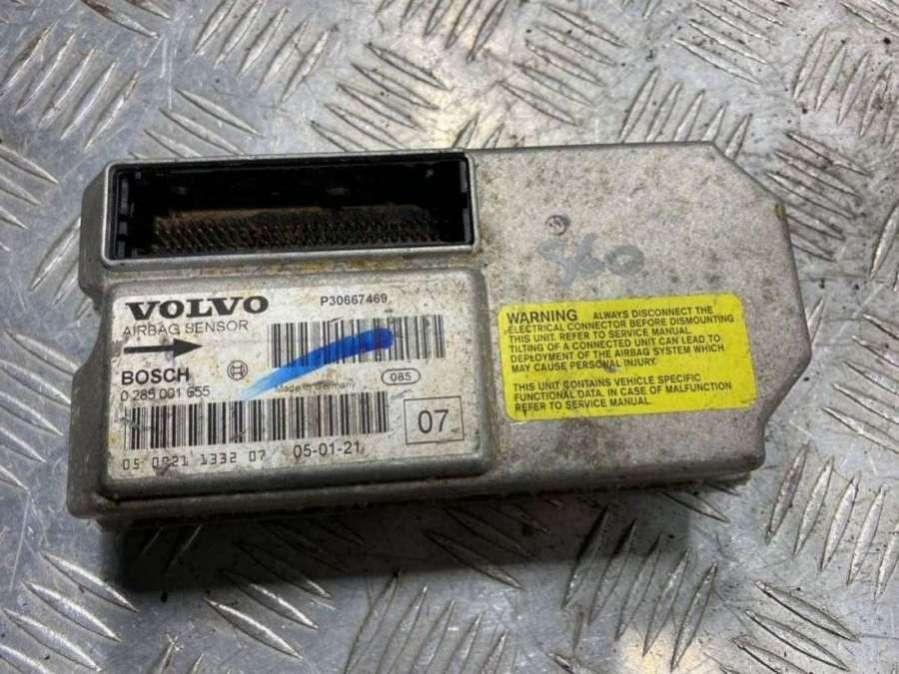 S60
VOLVO
P30667469
AIRBAG SENSOR
BOSCH
0 285 001 655
Made in Germany
085
07
05 0021 1332 07
05-01-21
WARNING ALWAYS DISCONNECT THE
ELECTRICAL CONNECTOR BEFORE DISMOUNTING
THIS UNIT. REFER TO SERVICE MANUAL.
TILTING OF A CONNECTED UNIT CAN LEAD TO
DEPLOYMENT OF THE AIRBAG SYSTEM WHICH
MAY CAUSE PERSONAL INJURY.
THIS UNIT CONTAINS VEHICLE SPECIFIC
FUNCTIONAL DATA. IN CASE OF MALFUNCTION
REFER TO SERVICE MANUAL.